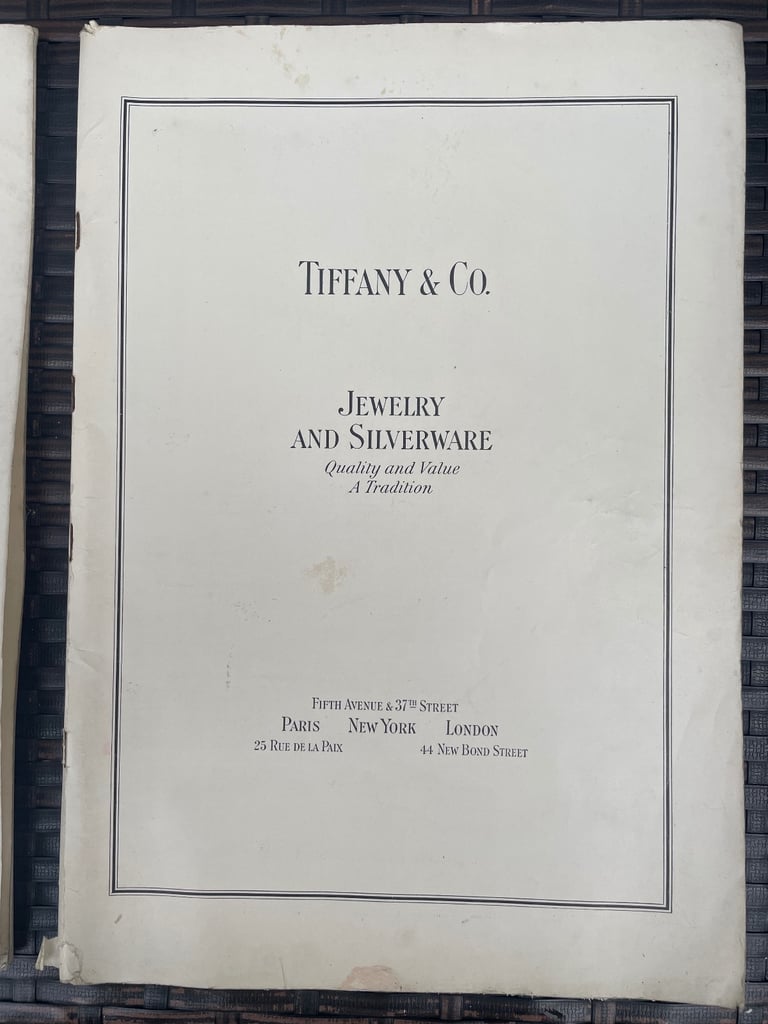 Tiffany & Co.
Jewelry
and Silverware
Quality and Value
A Tradition
Fifth Avenue & 37th Street
Paris New York London
25 Rue de la Paix 44 New Bond Street